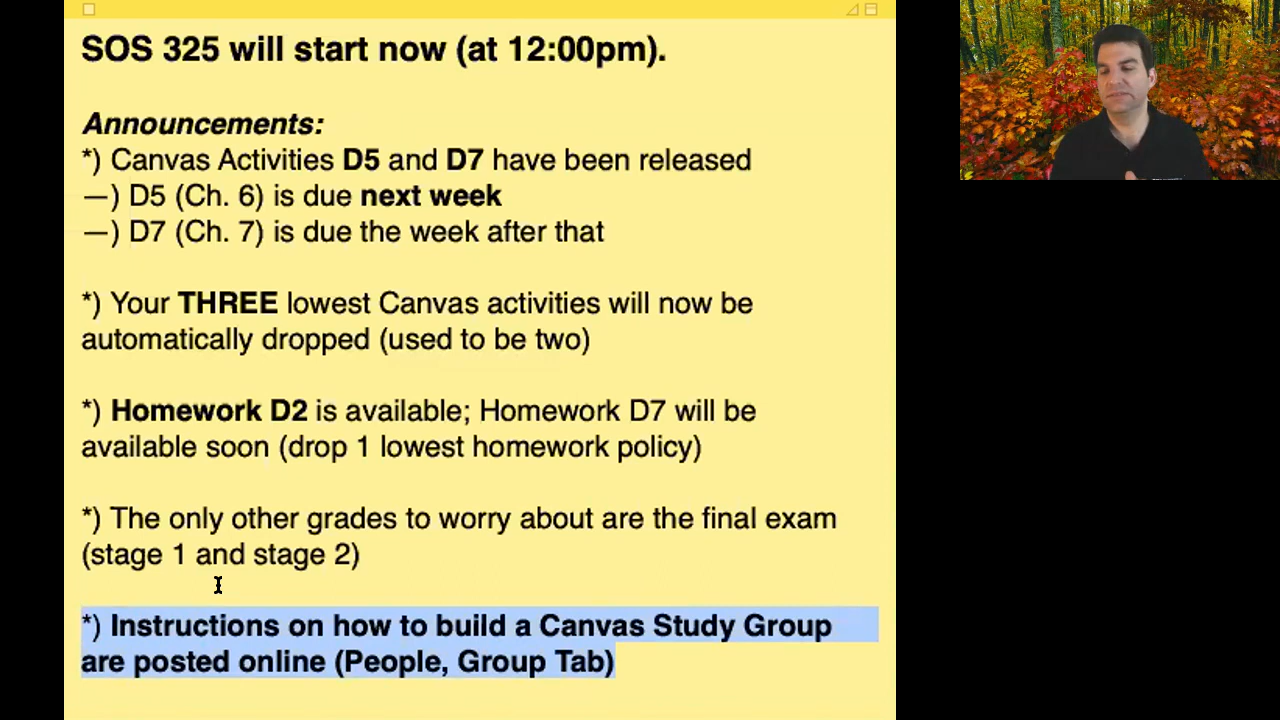 SOS 325 will start now (at 12:00pm).
Announcements:
*) Canvas Activities D5 and D7 have been released
—) D5 (Ch. 6) is due next week
—) D7 (Ch. 7) is due the week after that
*) Your THREE lowest Canvas activities will now be
automatically dropped (used to be two)
*) Homework D2 is available; Homework D7 will be
available soon (drop 1 lowest homework policy)
*) The only other grades to worry about are the final exam
(stage 1 and stage 2)
*) Instructions on how to build a Canvas Study Group
are posted online (People, Group Tab)